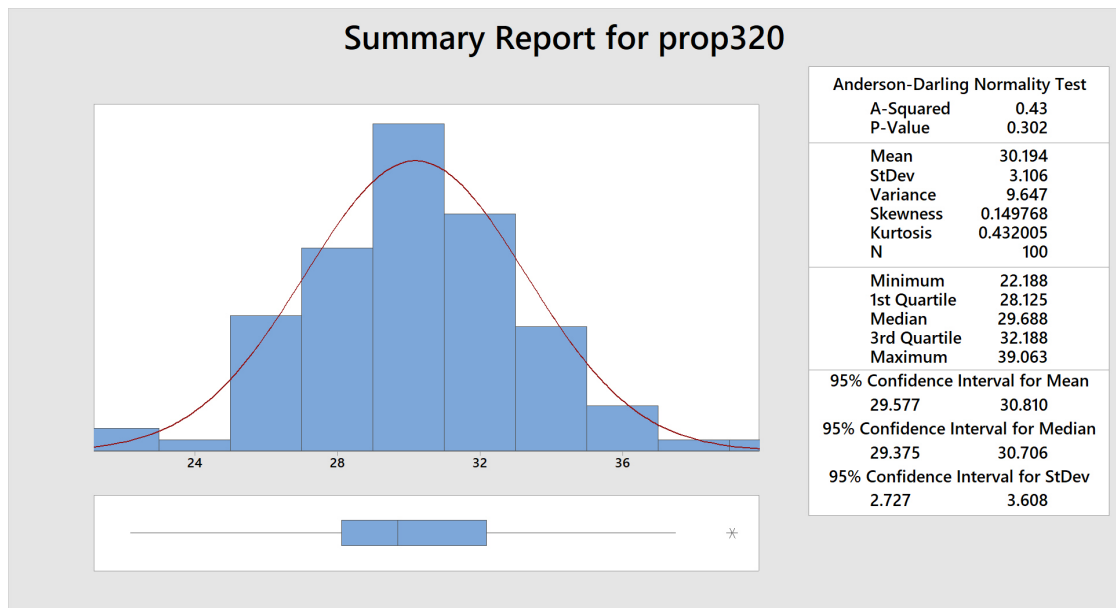 Summary Report for prop320
24 28 32 36
Anderson-Darling Normality Test
A-Squared 0.43
P-Value 0.302
Mean 30.194
StDev 3.106
Variance 9.647
Skewness 0.149768
Kurtosis 0.432005
N 100
Minimum 22.188
1st Quartile 28.125
Median 29.688
3rd Quartile 32.188
Maximum 39.063
95% Confidence Interval for Mean
29.577 30.810
95% Confidence Interval for Median
29.375 30.706
95% Confidence Interval for StDev
2.727 3.608